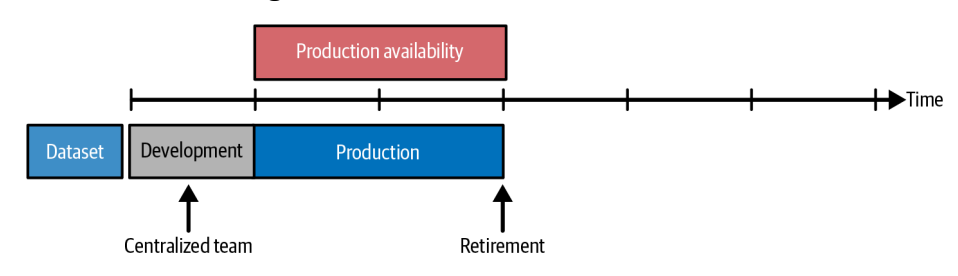 Production availability
Time
Dataset
Development
Production
Centralized team
Retirement